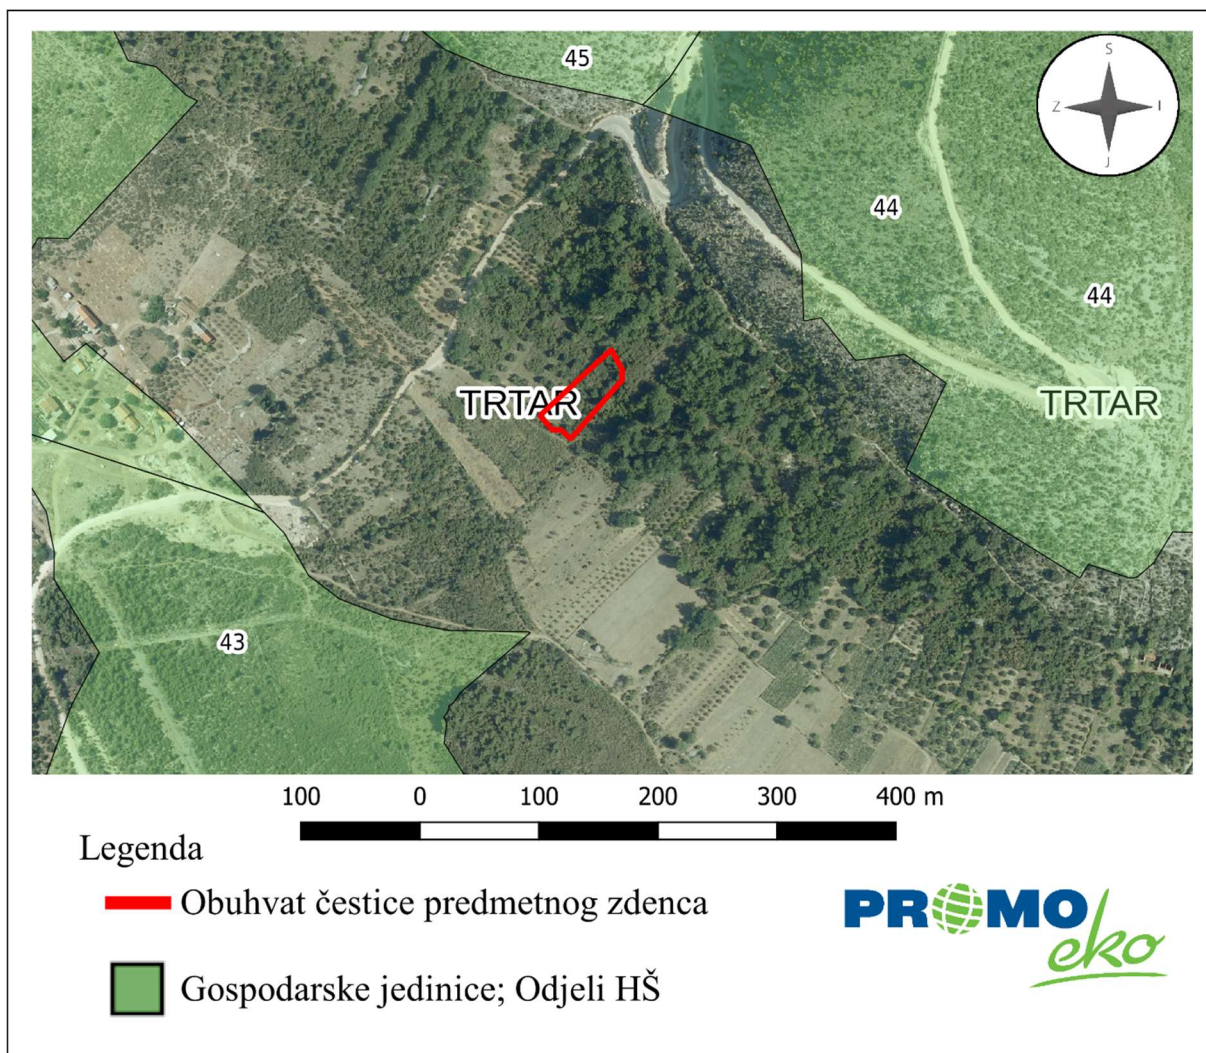 45
S
Z I
J
44
44
TRTAR
TRTAR
43
100 0 100 200 300 400 m
Legenda
Obuhvat čestice predmetnog zdenca
Gospodarske jedinice; Odjeli HŠ
PROMO
eko